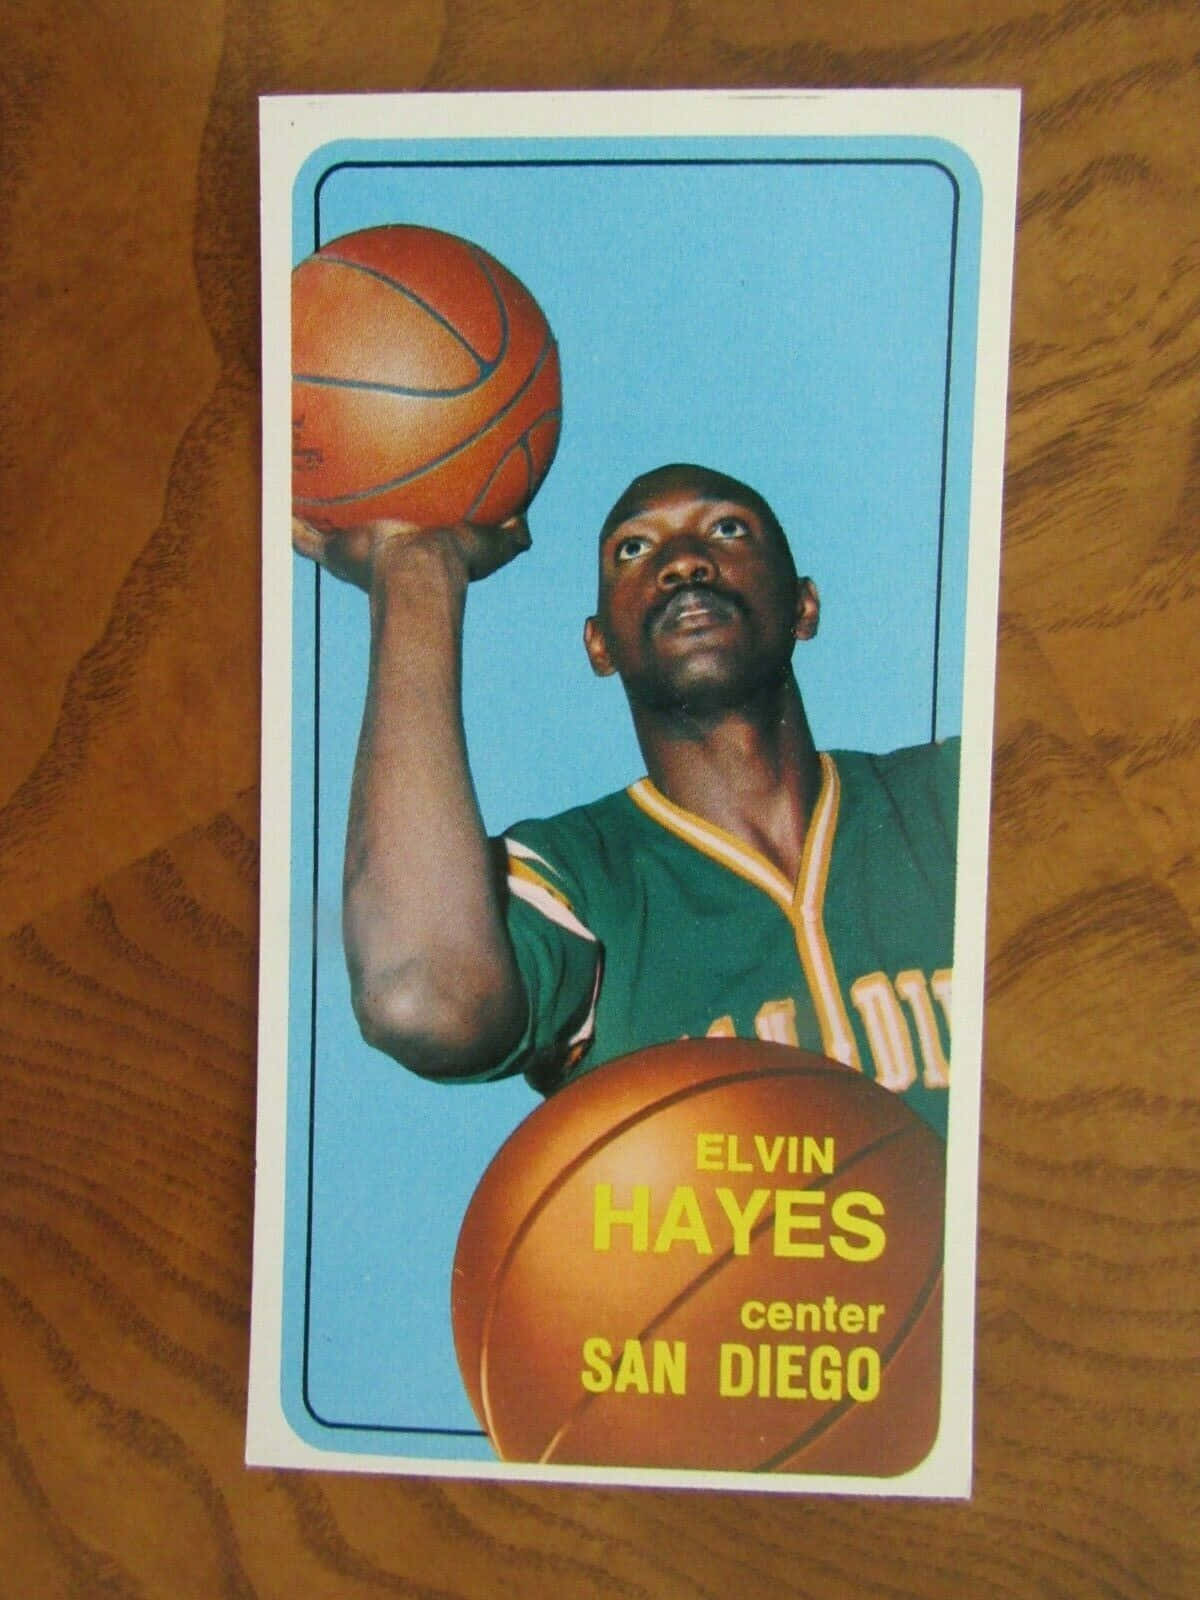 ELVIN
HAYES
center
SAN DIEGO